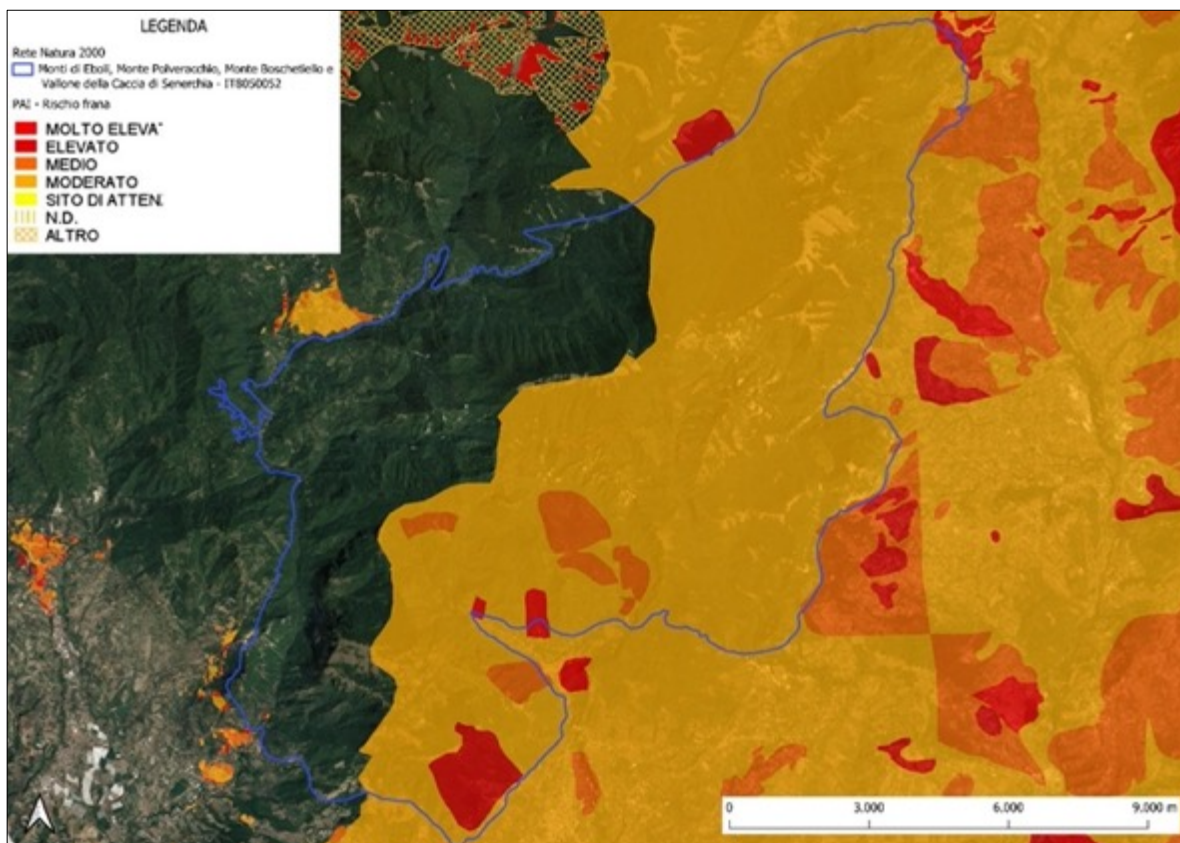 LEGENDA
Rete Natura 2000
Monti di Eboli, Monte Polveracchio, Monte Boschetiello e
Vallone della Caccia di Senerchia - IT8050052
PAI - Rischio frana
MOLTO ELEVA
ELEVATO
MEDIO
MODERATO
SITO DI ATTEN
N.D.
ALTRO
0 3.000 6.000 9.000 m